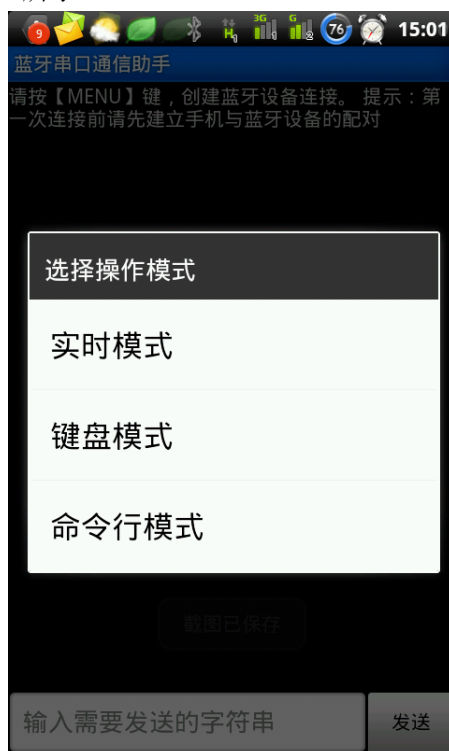 9
3G
G
H
76
15:01
蓝牙串口通信助手
请按【MENU】键，创建蓝牙设备连接。 提示：第
一次连接前请先建立手机与蓝牙设备的配对
选择操作模式
实时模式
键盘模式
命令行模式
截图已保存
输入需要发送的字符串
发送